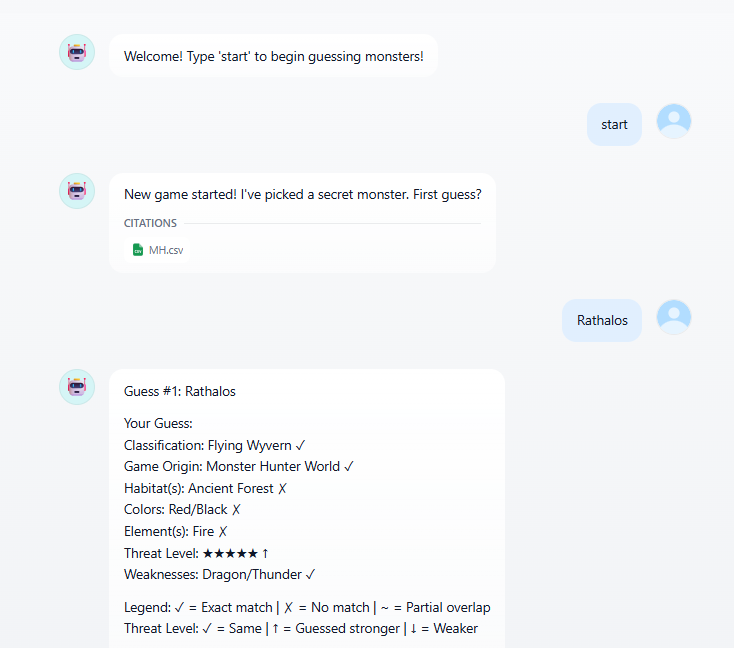 Welcome! Type 'start' to begin guessing monsters!
start
New game started! I've picked a secret monster. First guess?
CITATIONS
MH.csv
Rathalos
Guess #1: Rathalos
Your Guess:
Classification: Flying Wyvern ✓
Game Origin: Monster Hunter World ✓
Habitat(s): Ancient Forest ✗
Colors: Red/Black ✗
Element(s): Fire ✗
Threat Level: ★★★★★ ↑
Weaknesses: Dragon/Thunder ✓
Legend: ✓ = Exact match | ✗ = No match | ~ = Partial overlap
Threat Level: ✓ = Same | ↑ = Guessed stronger | ↓ = Weaker